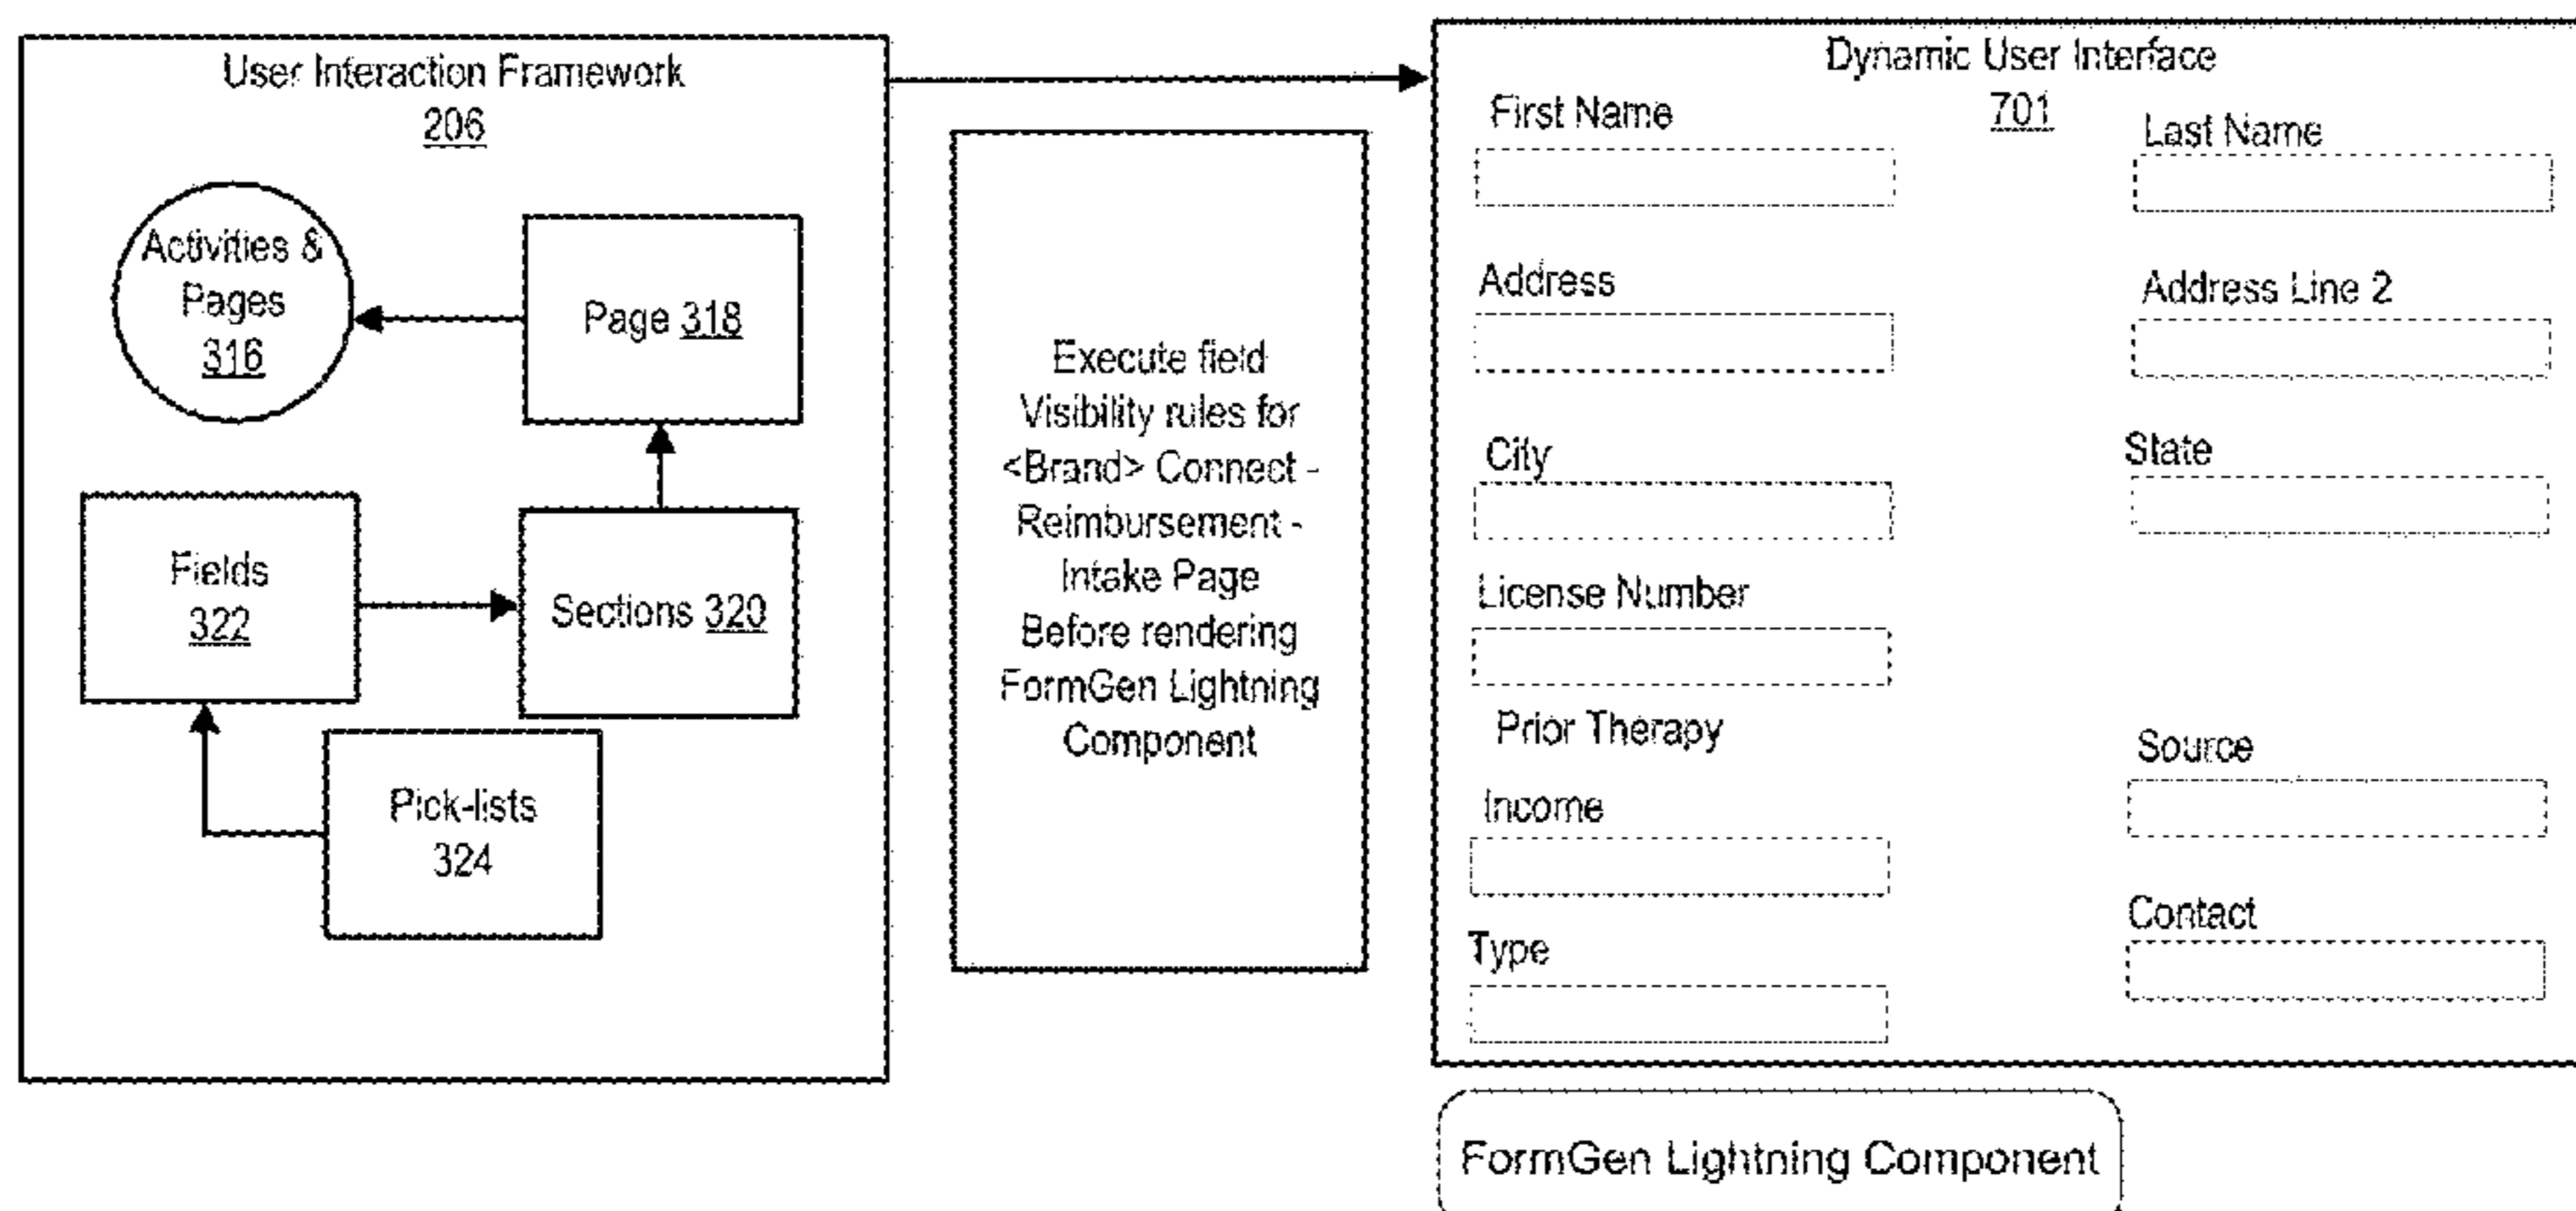 User Interaction Framework
206
Activities &
Pages
316
Page 318
Fields
322
Sections 320
Pick-lists
324
Execute field
Visibility rules for
<Brand> Connect -
Reimbursement -
Intake Page
Before rendering
FormGen Lightning
Component
Dynamic User Interface
701
First Name
Last Name
Address
Address Line 2
City
State
License Number
Prior Therapy
Source
Income
Contact
Type
FormGen Lightning Component